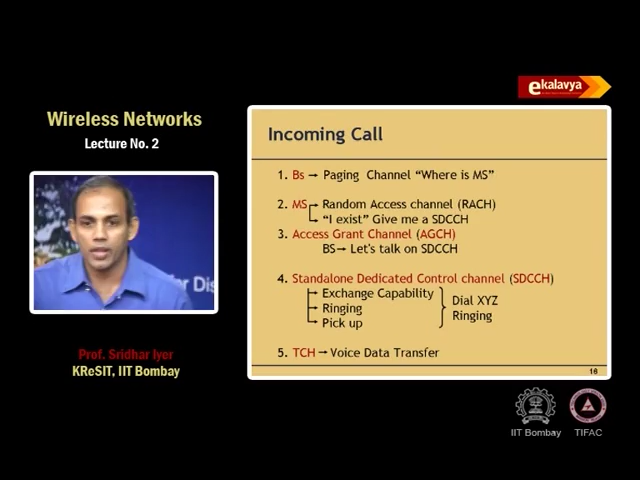 ekalavya
Wireless Networks
Lecture No. 2
Incoming Call
1. Bs → Paging Channel “Where is MS”
2. MS → Random Access channel (RACH)
→ “I exist” Give me a SDCCH
3. Access Grant Channel (AGCH)
BS → Let's talk on SDCCH
4. Standalone Dedicated Control channel (SDCCH)
Exchange Capability
Ringing
Pick up
Dial XYZ
Ringing
5. TCH → Voice Data Transfer
16
Prof. Sridhar Iyer
KReSIT, IIT Bombay
IIT Bombay
TIFAC